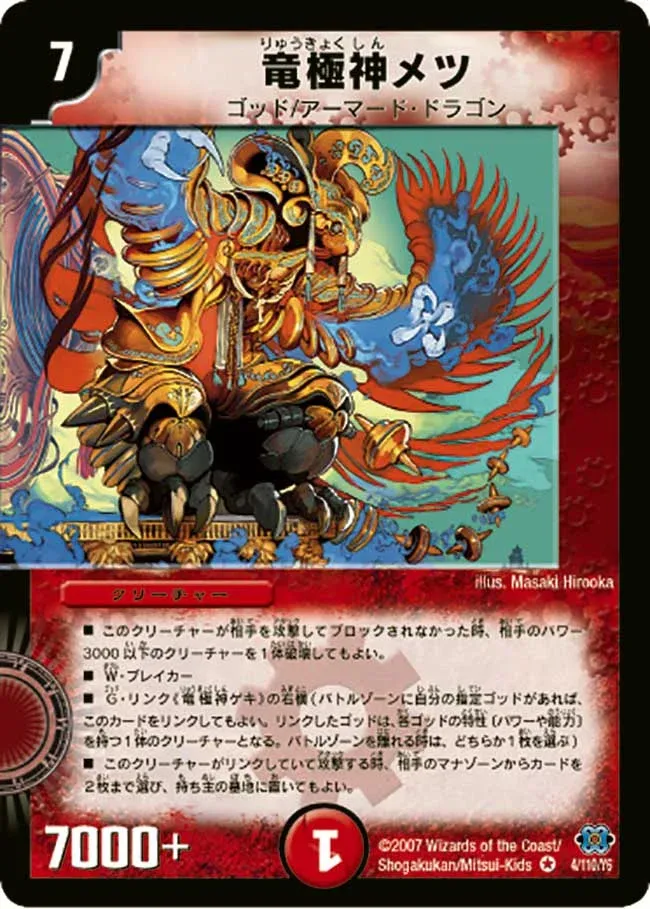 7
りゅうきょくしん
竜極神メツ
ゴッド/アーマード・ドラゴン
illus. Masaki Hirooka
クリーチャー
■ このクリーチャーが相手を攻撃してブロックされなかった時、相手のパワー
3000以下のクリーチャーを1体破壊してもよい。
■ W・ブレイカー
■ G・リンク《竜極神ゲキ》の右横(バトルゾーンに自分の指定ゴッドがあれば、
このカードをリンクしてもよい。リンクしたゴッドは、各ゴッドの特性(パワーや能力)
を持つ1体のクリーチャーとなる。バトルゾーンを離れる時は、どちらか1枚を選ぶ)
■ このクリーチャーがリンクしていて攻撃する時、相手のマナゾーンからカードを
2枚まで選び、持ち主の墓地に置いてもよい。
7000+
1
©2007 Wizards of the Coast/
Shogakukan/Mitsui-Kids
4/110/Y6